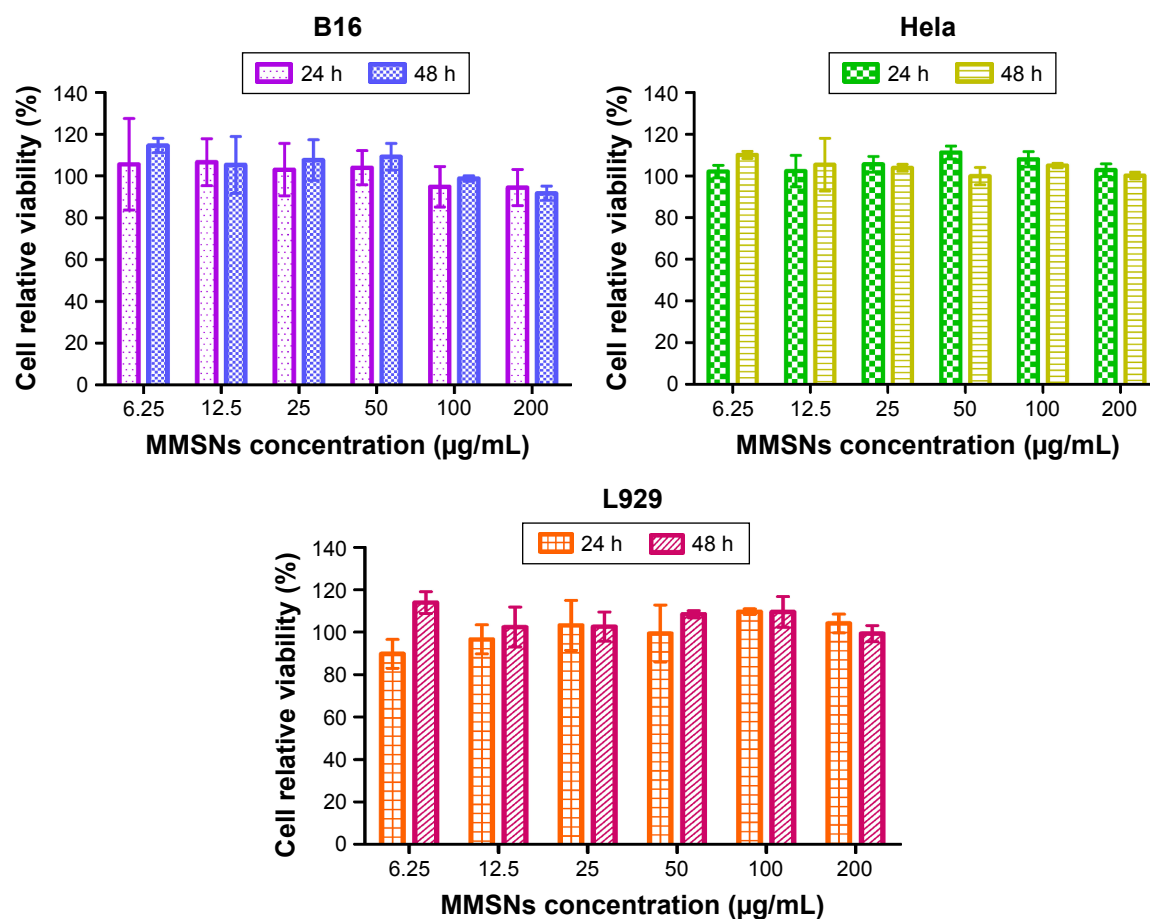 B16
24 h 48 h
Cell relative viability (%)
140
120
100
80
60
40
20
0
6.25 12.5 25 50 100 200
MMSNs concentration (µg/mL)
Hela
24 h 48 h
Cell relative viability (%)
140
120
100
80
60
40
20
0
6.25 12.5 25 50 100 200
MMSNs concentration (µg/mL)
L929
24 h 48 h
Cell relative viability (%)
140
120
100
80
60
40
20
0
6.25 12.5 25 50 100 200
MMSNs concentration (µg/mL)